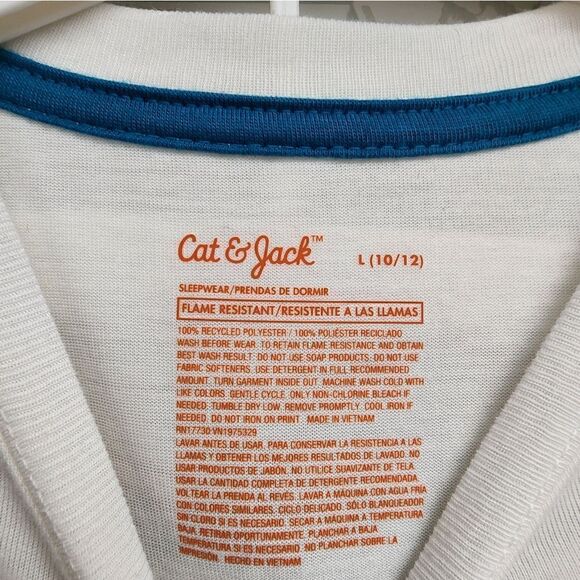 Cat & Jack™ L (10/12)
SLEEPWEAR/PRENDAS DE DORMIR
FLAME RESISTANT/RESISTENTE A LAS LLAMAS
100% RECYCLED POLYESTER / 100% POLIÉSTER RECICLADO
WASH BEFORE WEAR. TO RETAIN FLAME RESISTANCE AND OBTAIN
BEST WASH RESULT. DO NOT USE SOAP PRODUCTS. DO NOT USE
FABRIC SOFTENERS. USE DETERGENT IN FULL RECOMMENDED
AMOUNT. TURN GARMENT INSIDE OUT. MACHINE WASH COLD WITH
LIKE COLORS. GENTLE CYCLE. ONLY NON-CHLORINE BLEACH IF
NEEDED. TUMBLE DRY LOW. REMOVE PROMPTLY. COOL IRON IF
NEEDED. DO NOT IRON ON PRINT. MADE IN VIETNAM
RN17730 VN1975329
LAVAR ANTES DE USAR. PARA CONSERVAR LA RESISTENCIA A LAS
LLAMAS Y OBTENER LOS MEJORES RESULTADOS DE LAVADO. NO
USAR PRODUCTOS DE JABÓN. NO UTILICE SUAVIZANTE DE TELA.
USAR LA CANTIDAD COMPLETA DE DETERGENTE RECOMENDADA.
VOLTEAR LA PRENDA AL REVÉS. LAVAR A MÁQUINA CON AGUA FRÍA
CON COLORES SIMILARES. CICLO DELICADO. SÓLO BLANQUEADOR
SIN CLORO SI ES NECESARIO. SECAR A MÁQUINA A TEMPERATURA
BAJA. RETIRAR OPORTUNAMENTE. PLANCHAR A BAJA
TEMPERATURA SI ES NECESARIO. NO PLANCHAR SOBRE LA
IMPRESIÓN. HECHO EN VIETNAM